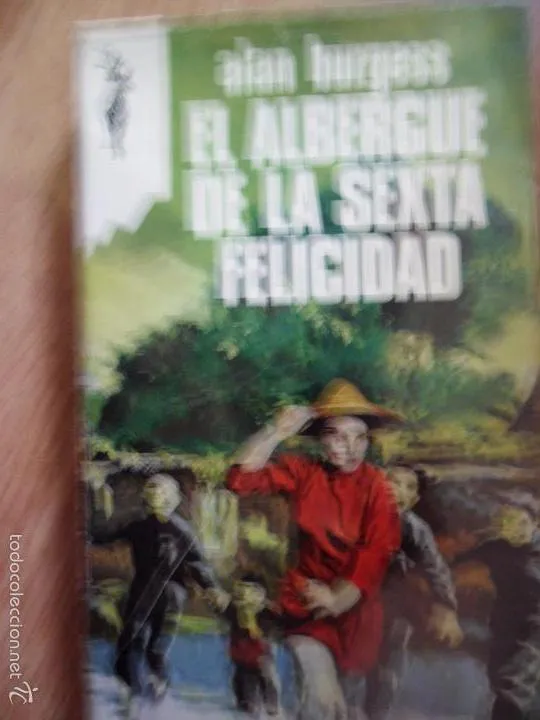 alan burgess
EL ALBERGUE
DE LA SEXTA
FELICIDAD
todocoleccion.net